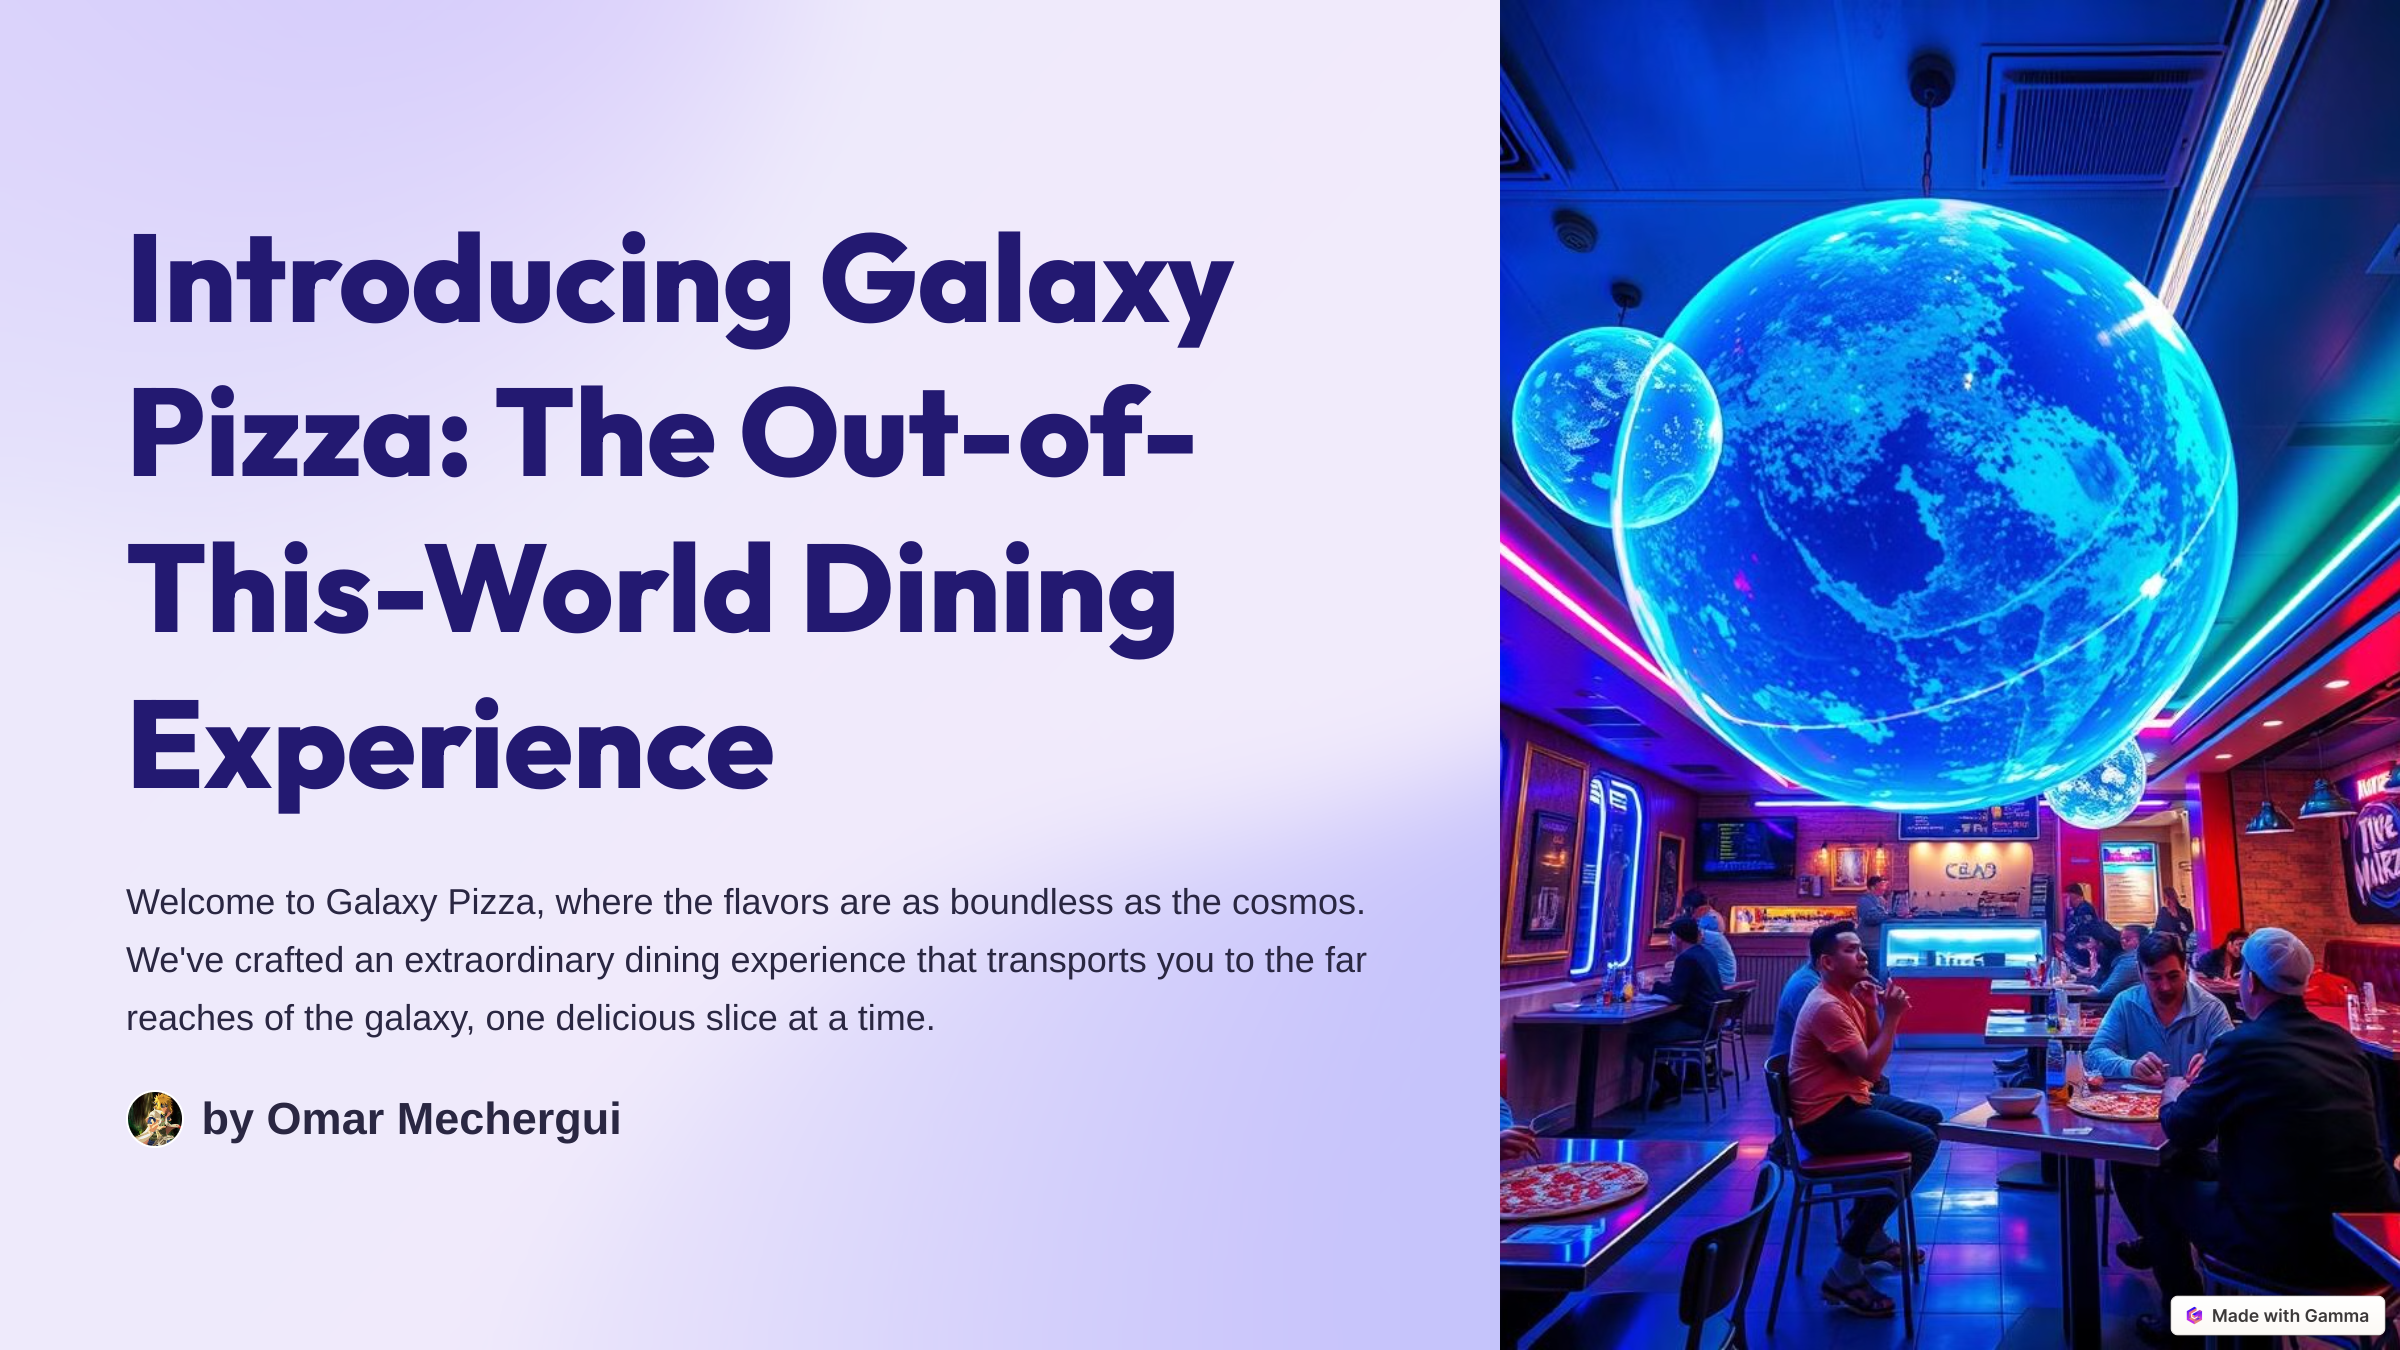 Introducing Galaxy
Pizza: The Out-of-
This-World Dining
Experience
Welcome to Galaxy Pizza, where the flavors are as boundless as the cosmos.
We've crafted an extraordinary dining experience that transports you to the far
reaches of the galaxy, one delicious slice at a time.
by Omar Mechergui
Made with Gamma